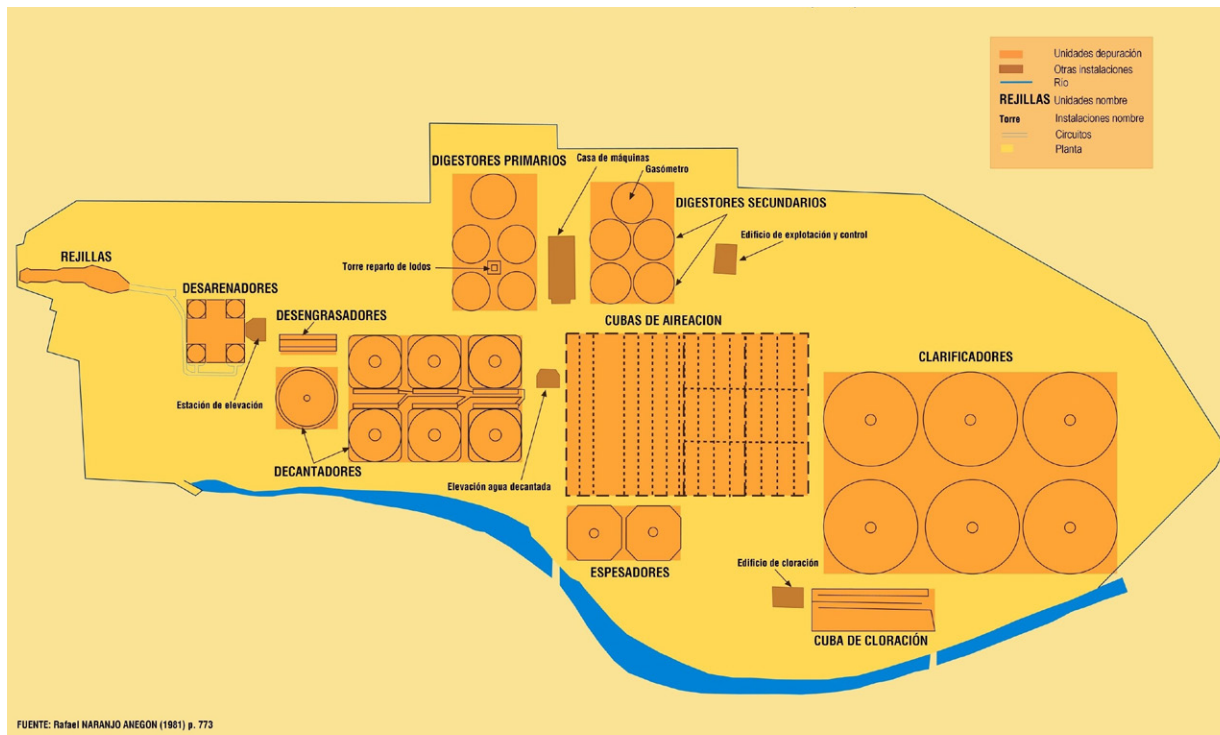 Unidades depuración
Otras instalaciones
Río
REJILLAS Unidades nombre
Torre Instalaciones nombre
Circuitos
Planta
Casa de máquinas
DIGESTORES PRIMARIOS
Gasómetro
DIGESTORES SECUNDARIOS
Edificio de explotación y control
REJILLAS
Torre reparto de lodos
DESARENADORES
DESENGRASADORES
CUBAS DE AIREACION
CLARIFICADORES
Estación de elevación
DECANTADORES
Elevación agua decantada
ESPESADORES
Edificio de cloración
CUBA DE CLORACIÓN
FUENTE: Rafael NARANJO ANEGON (1981) p. 773